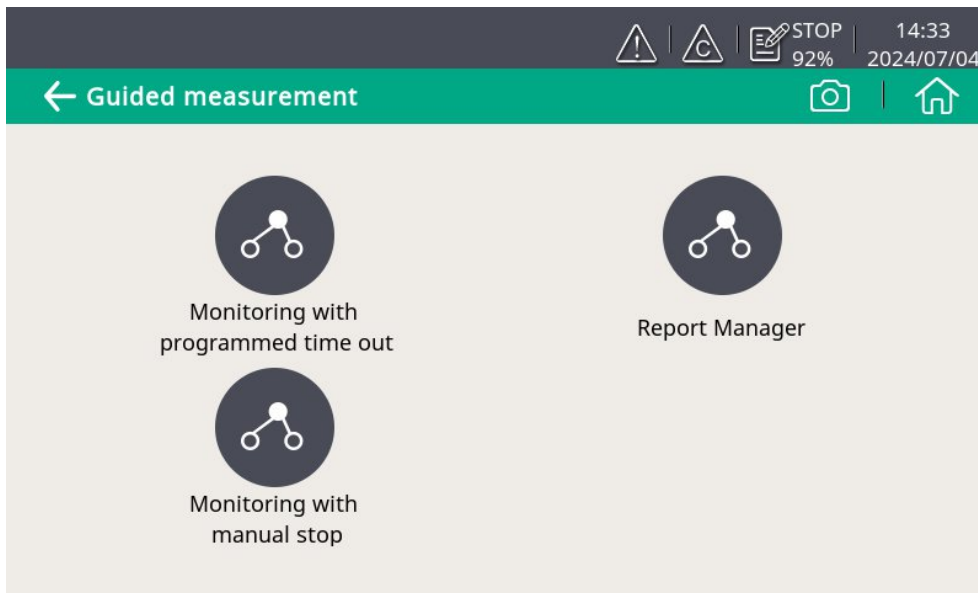 STOP 14:33
92% 2024/07/04
C
Guided measurement
Monitoring with
programmed time out
Report Manager
Monitoring with
manual stop